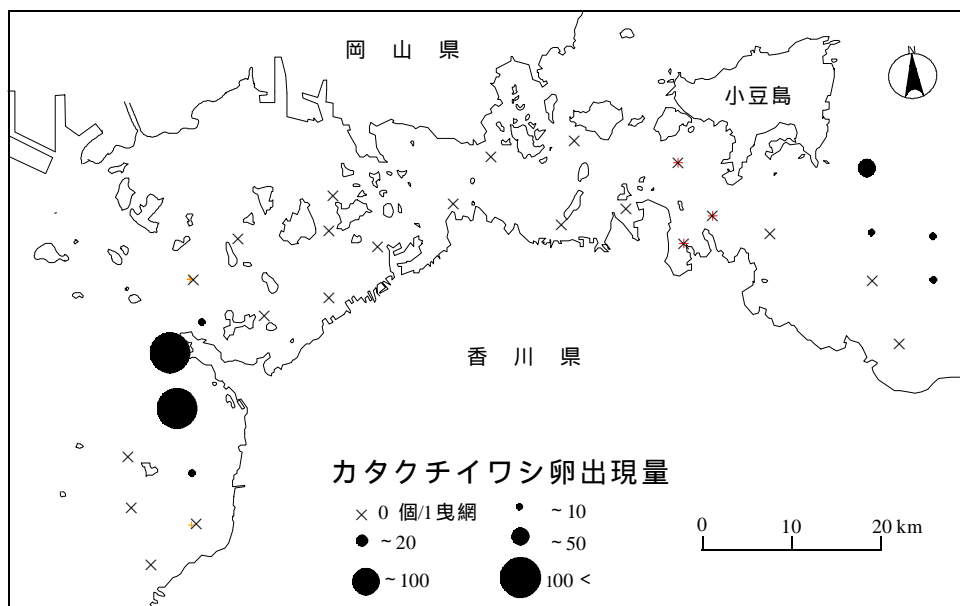 N
岡山県
小豆島
香川県
カタクチイワシ卵出現量
0 個/1曳網
~10
~20
~50
~100
100 <
0 10 20 km